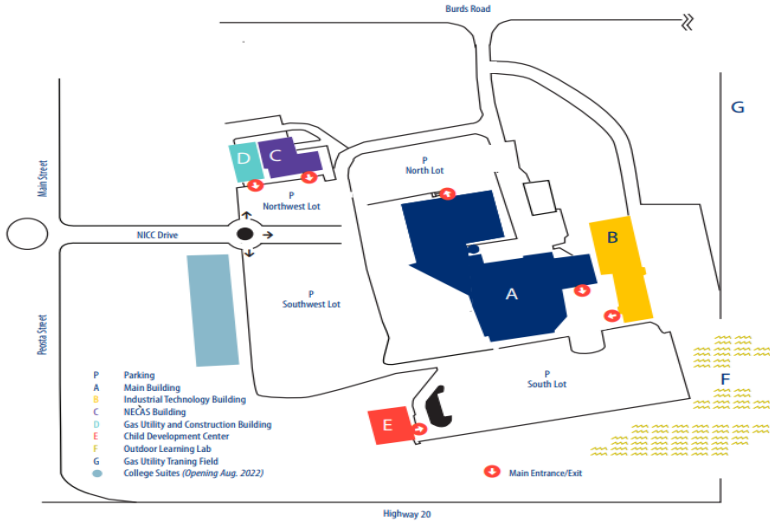 Burds Road
G
D
C
P
North Lot
Main Street
P
Northwest Lot
NICC Drive
B
A
P
Southwest Lot
Peosta Street
P
South Lot
F
E
P Parking
A Main Building
B Industrial Technology Building
C NECAS Building
D Gas Utility and Construction Building
E Child Development Center
F Outdoor Learning Lab
G Gas Utility Traning Field
College Suites (Opening Aug. 2022)
Main Entrance/Exit
Highway 20